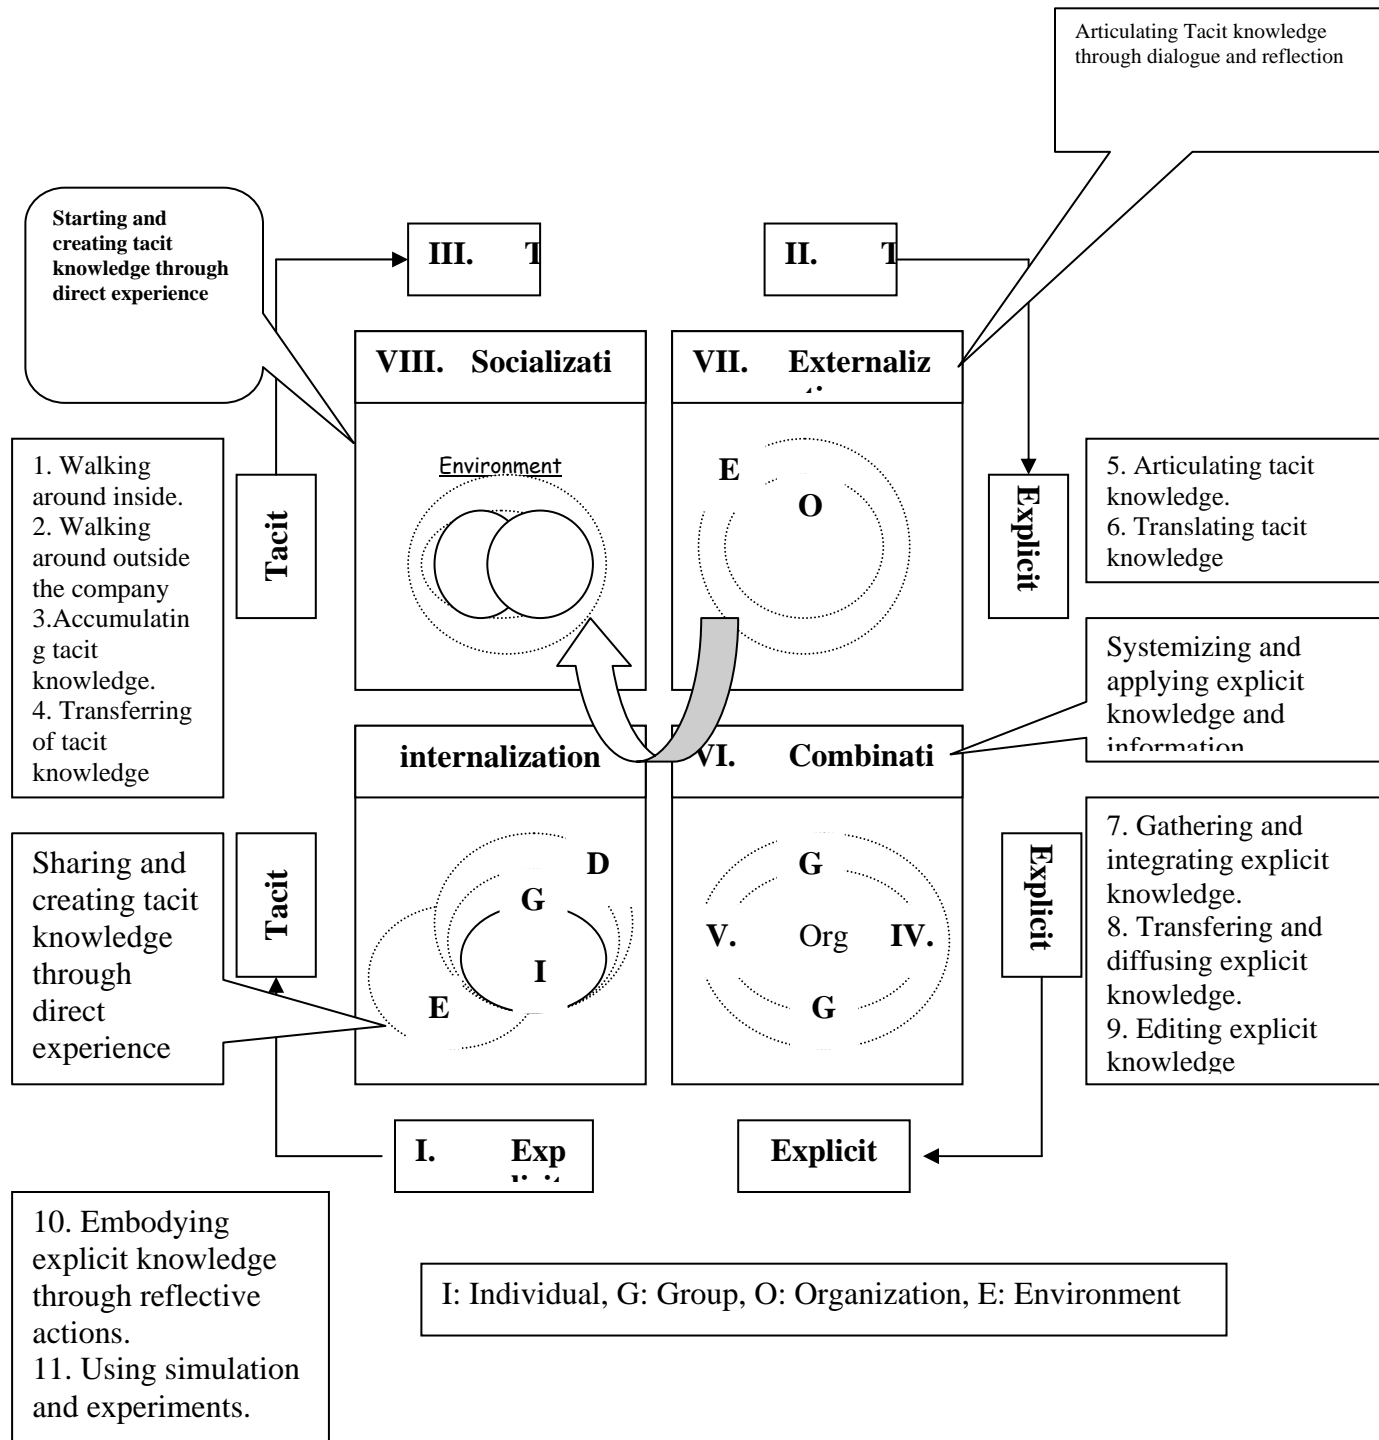 Articulating Tacit knowledge
through dialogue and reflection
Starting and
creating tacit
knowledge through
direct experience
III. T
II. T
VIII. Socializati
VII. Externaliz
Environment
E
O
Tacit
Explicit
1. Walking
around inside.
2. Walking
around outside
the company
3.Accumulatin
g tacit
knowledge.
4. Transferring
of tacit
knowledge
5. Articulating tacit
knowledge.
6. Translating tacit
knowledge
Systemizing and
applying explicit
knowledge and
information
internalization
VI. Combinati
Sharing and
creating tacit
knowledge
through
direct
experience
Tacit
D
G
I
E
G
V. Org IV.
G
Explicit
7. Gathering and
integrating explicit
knowledge.
8. Transfering and
diffusing explicit
knowledge.
9. Editing explicit
knowledge
I. Exp
Explicit
10. Embodying
explicit knowledge
through reflective
actions.
11. Using simulation
and experiments.
I: Individual, G: Group, O: Organization, E: Environment